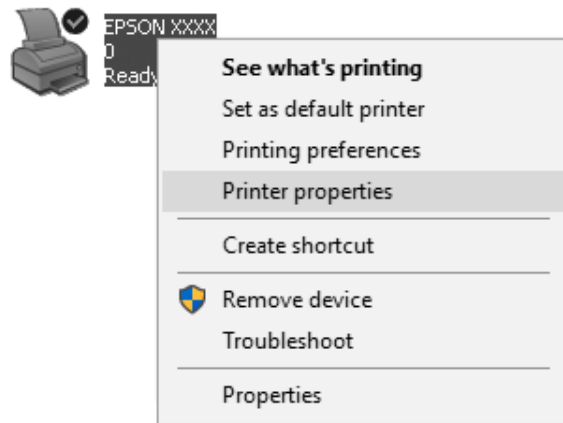 EPSON XXXX
0
Ready
See what's printing
Set as default printer
Printing preferences
Printer properties
Create shortcut
Remove device
Troubleshoot
Properties